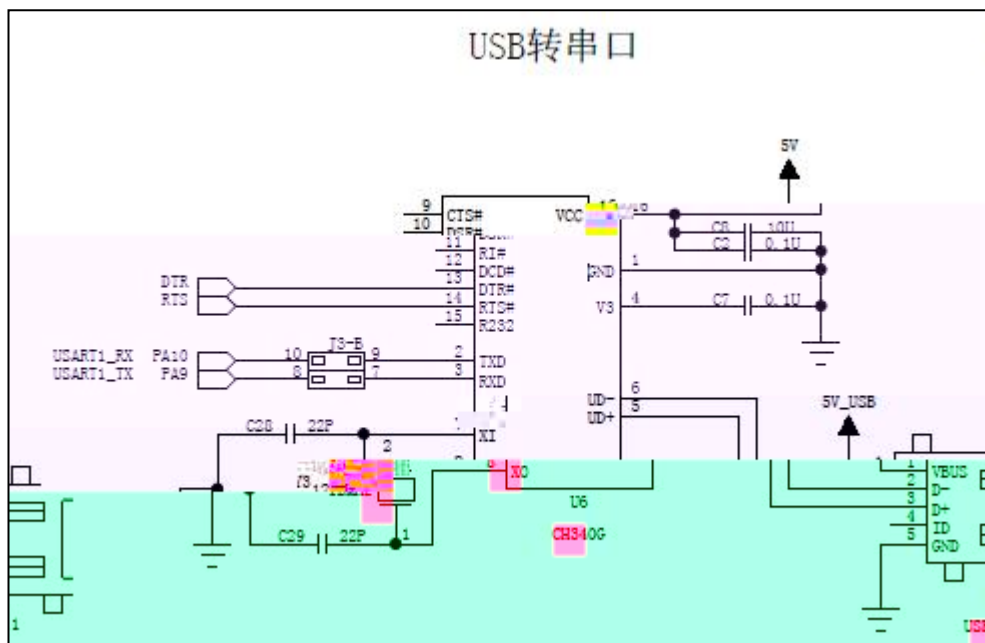 USB转串口
5V
9 CTS# VCC
10
11 RI# C8 10U
12 DCD# C2 0.1U
DTR 13 DTR# GND 1
RTS 14 RTS# V3 4 C7 0.1U
15 R232
J3-B
USART1_RX PA10 10 9 2 TXD
USART1_TX PA9 8 7 3 RXD
UD- 6
UD+ 5
5V_USB
C28 22P XI
2
XO
1 VBUS
2 D-
3 D+
4 ID
5 GND
U6
CH340G
C29 22P 1
1